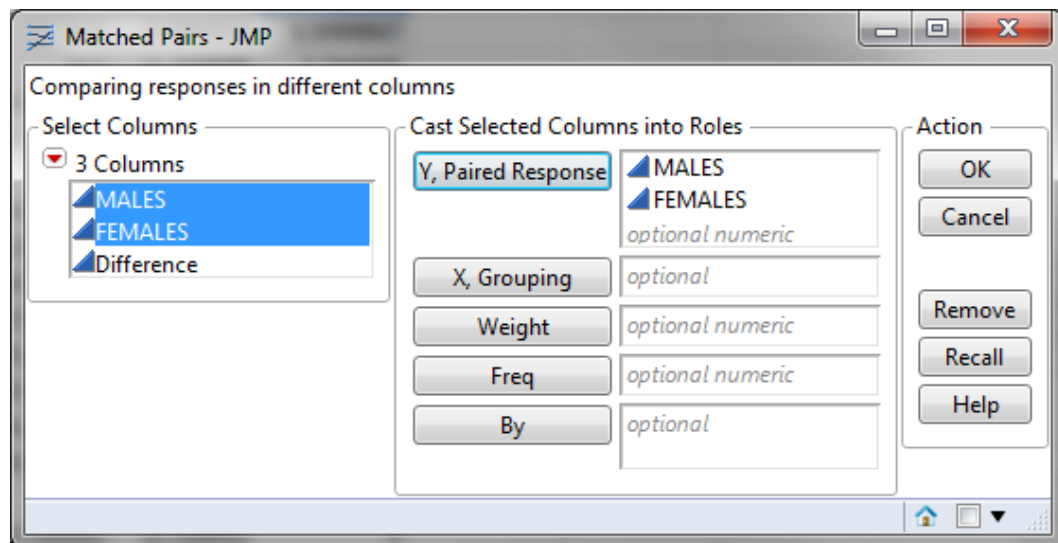 Matched Pairs - JMP
Comparing responses in different columns
Select Columns
3 Columns
MALES
FEMALES
Difference
Cast Selected Columns into Roles
Y, Paired Response
MALES
FEMALES
optional numeric
X, Grouping
optional
Weight
optional numeric
Freq
optional numeric
By
optional
Action
OK
Cancel
Remove
Recall
Help